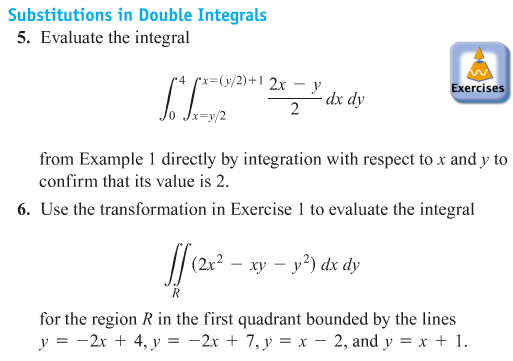 Substitutions in Double Integrals
5. Evaluate the integral
∫₀⁴ ∫_{x=y/2}^{x=(y/2)+1} (2x − y)/2 dx dy
Exercises
from Example 1 directly by integration with respect to x and y to
confirm that its value is 2.
6. Use the transformation in Exercise 1 to evaluate the integral
∬_R (2x² − xy − y²) dx dy
for the region R in the first quadrant bounded by the lines
y = −2x + 4, y = −2x + 7, y = x − 2, and y = x + 1.